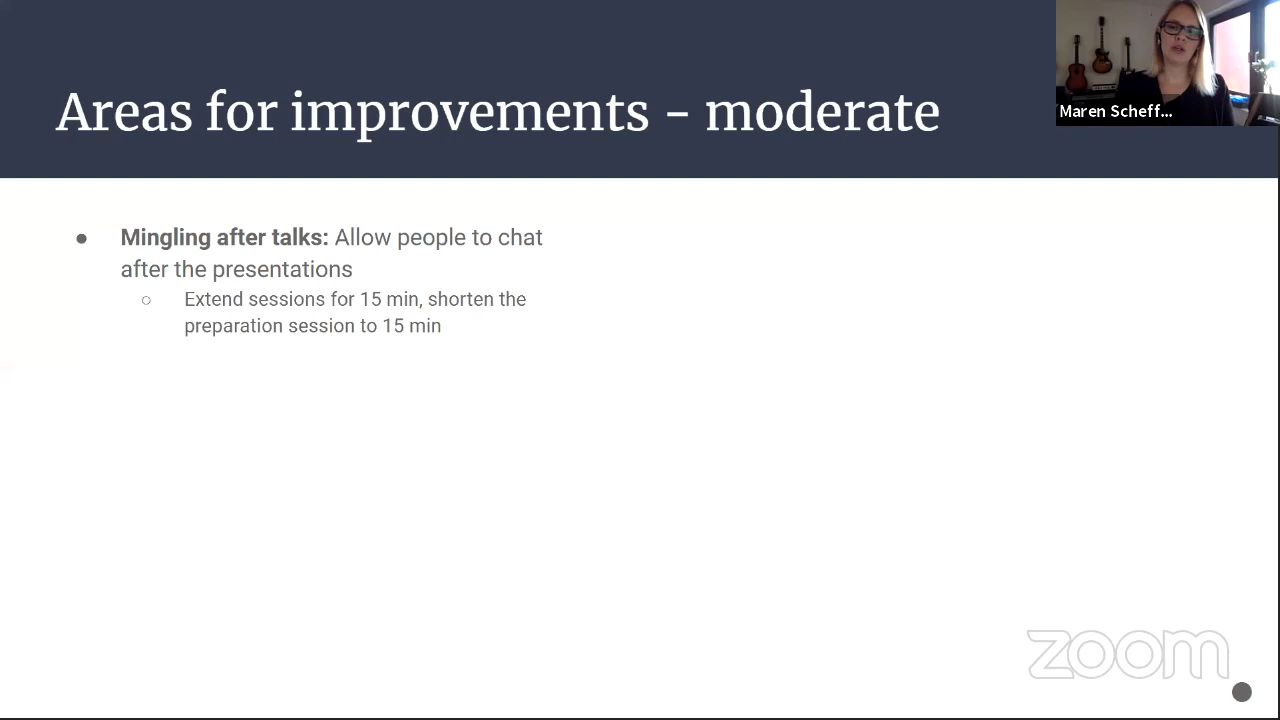 Areas for improvements - moderate
Maren Scheff...
● Mingling after talks: Allow people to chat
after the presentations
○ Extend sessions for 15 min, shorten the
preparation session to 15 min
zoom